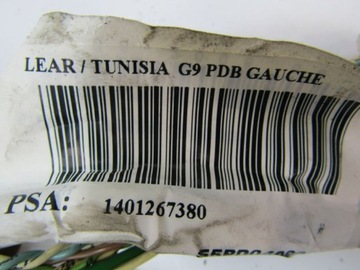 LEAR / TUNISIA G9 PDB GAUCHE
PSA: 1401267380